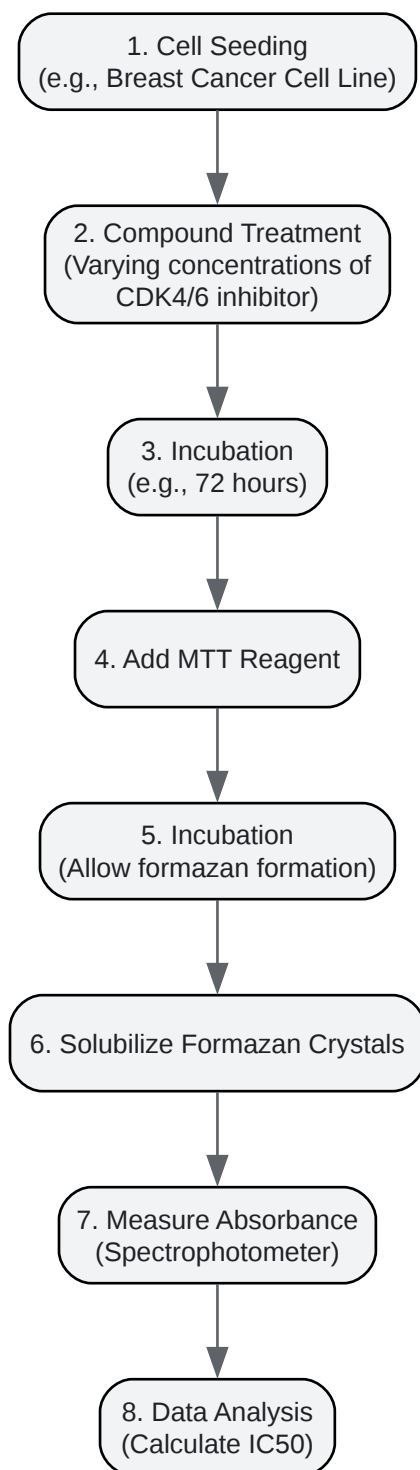 1. Cell Seeding
(e.g., Breast Cancer Cell Line)
2. Compound Treatment
(Varying concentrations of
CDK4/6 inhibitor)
3. Incubation
(e.g., 72 hours)
4. Add MTT Reagent
5. Incubation
(Allow formazan formation)
6. Solubilize Formazan Crystals
7. Measure Absorbance
(Spectrophotometer)
8. Data Analysis
(Calculate IC50)